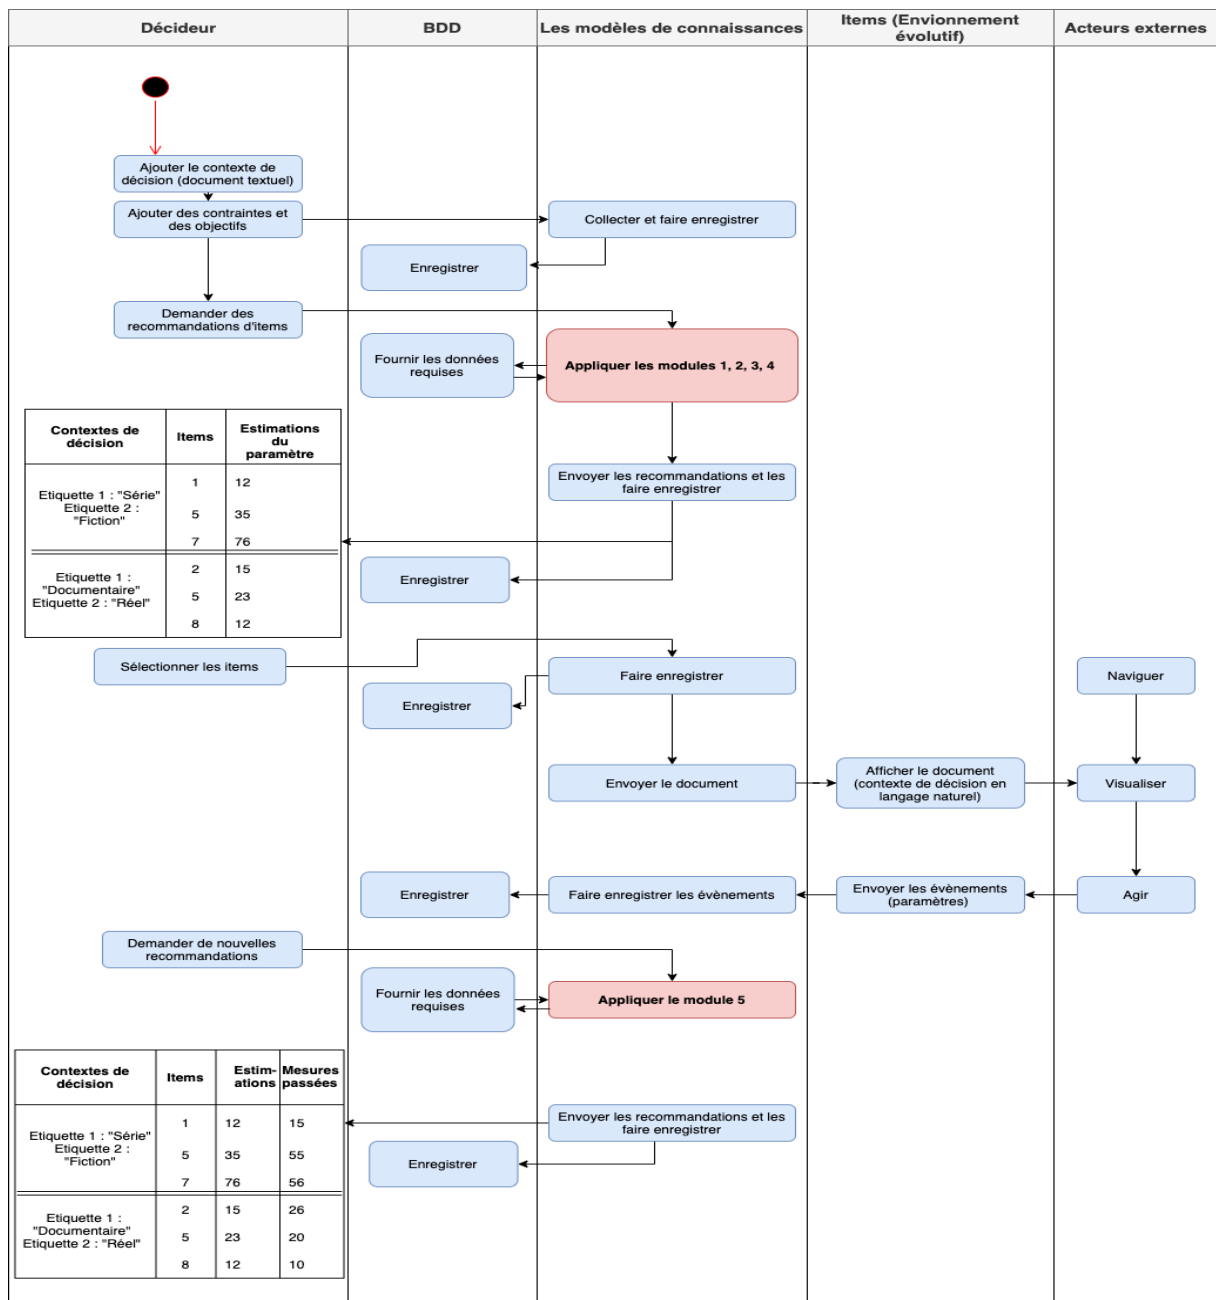 Décideur
BDD
Les modèles de connaissances
Items (Envionnement
évolutif)
Acteurs externes
Ajouter le contexte de
décision (document textuel)
Ajouter des contraintes et
des objectifs
Collecter et faire enregistrer
Enregistrer
Demander des
recommandations d'items
Fournir les données
requises
Appliquer les modules 1, 2, 3, 4
Contextes de
décision
Items
Estimations
du
paramètre
Etiquette 1 : "Série"
Etiquette 2 :
"Fiction"
1 12
5 35
7 76
Etiquette 1 :
"Documentaire"
Etiquette 2 : "Réel"
2 15
5 23
8 12
Envoyer les recommandations et les
faire enregistrer
Enregistrer
Sélectionner les items
Faire enregistrer
Naviguer
Enregistrer
Envoyer le document
Afficher le document
(contexte de décision en
langage naturel)
Visualiser
Enregistrer
Faire enregistrer les évènements
Envoyer les évènements
(paramètres)
Agir
Demander de nouvelles
recommandations
Fournir les données
requises
Appliquer le module 5
Contextes de
décision
Items
Estim-
ations
Mesures
passées
Etiquette 1 : "Série"
Etiquette 2 :
"Fiction"
1 12 15
5 35 55
7 76 56
Etiquette 1 :
"Documentaire"
Etiquette 2 : "Réel"
2 15 26
5 23 20
8 12 10
Envoyer les recommandations et les
faire enregistrer
Enregistrer